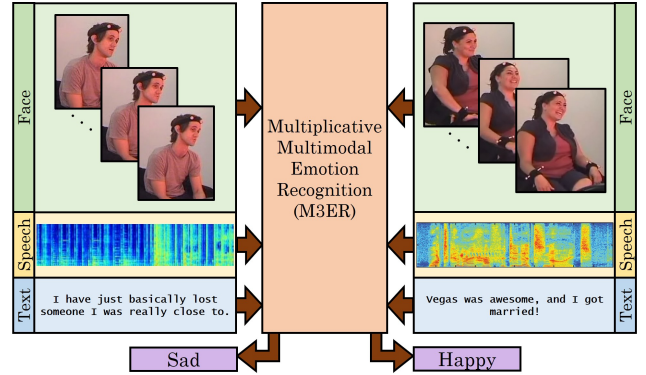 Face
Speech
Text
I have just basically lost
someone I was really close to.
Multiplicative
Multimodal
Emotion
Recognition
(M3ER)
Face
Speech
Text
Vegas was awesome, and I got
married!
Sad
Happy